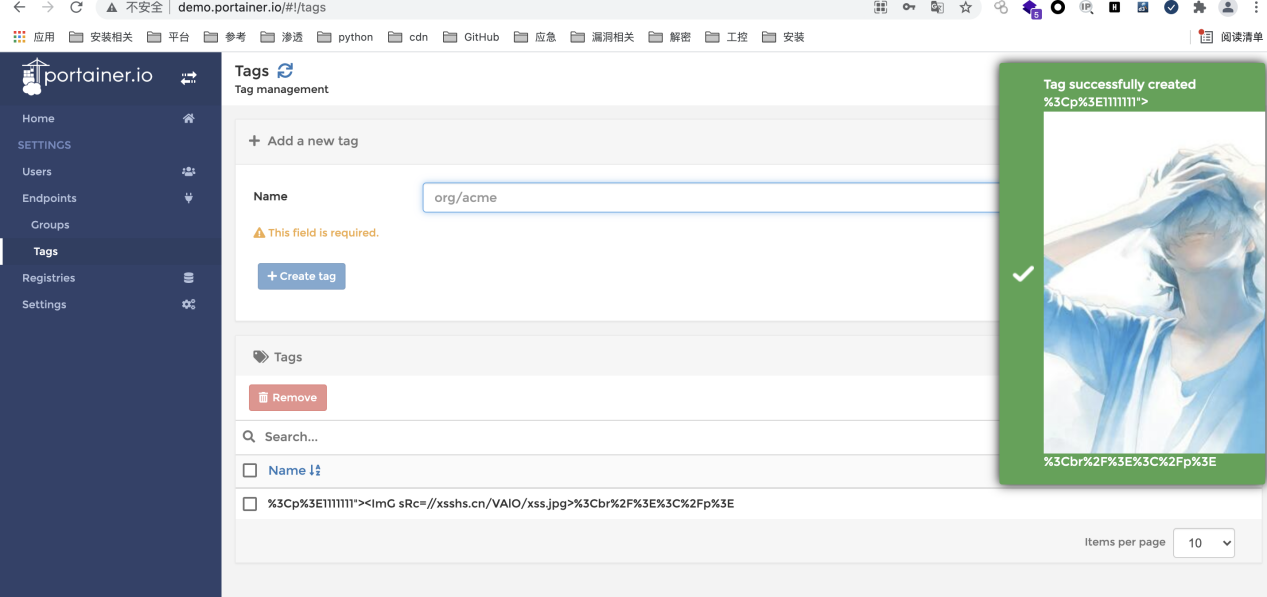 不安全 demo.portainer.io/#!/tags
应用 安装相关 平台 参考 渗透 python cdn GitHub 应急 漏洞相关 解密 工控 安装 阅读清单
portainer.io
Home
SETTINGS
Users
Endpoints
Groups
Tags
Registries
Settings
Tags
Tag management
Add a new tag
Name org/acme
This field is required.
Create tag
Tags
Remove
Search...
Name
%3Cp%3E1111111"><ImG sRc=//xsshs.cn/VAlO/xss.jpg>%3Cbr%2F%3E%3C%2Fp%3E
Items per page 10
Tag successfully created
%3Cp%3E1111111">
%3Cbr%2F%3E%3C%2Fp%3E
5
IP
H